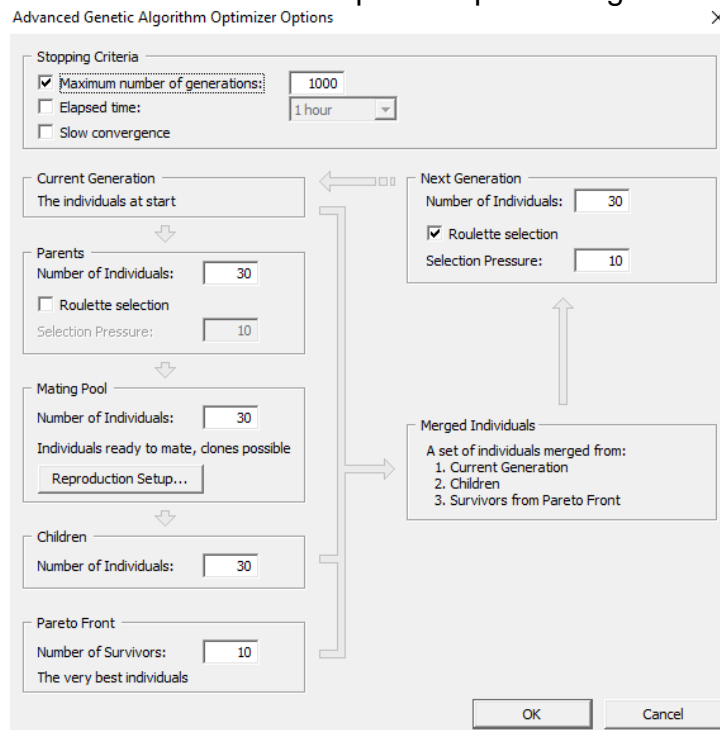 Advanced Genetic Algorithm Optimizer Options
Stopping Criteria
Maximum number of generations: 1000
Elapsed time: 1 hour
Slow convergence
Current Generation
The individuals at start
Parents
Number of Individuals: 30
Roulette selection
Selection Pressure: 10
Mating Pool
Number of Individuals: 30
Individuals ready to mate, clones possible
Reproduction Setup...
Children
Number of Individuals: 30
Pareto Front
Number of Survivors: 10
The very best individuals
Next Generation
Number of Individuals: 30
Roulette selection
Selection Pressure: 10
Merged Individuals
A set of individuals merged from:
1. Current Generation
2. Children
3. Survivors from Pareto Front
OK
Cancel